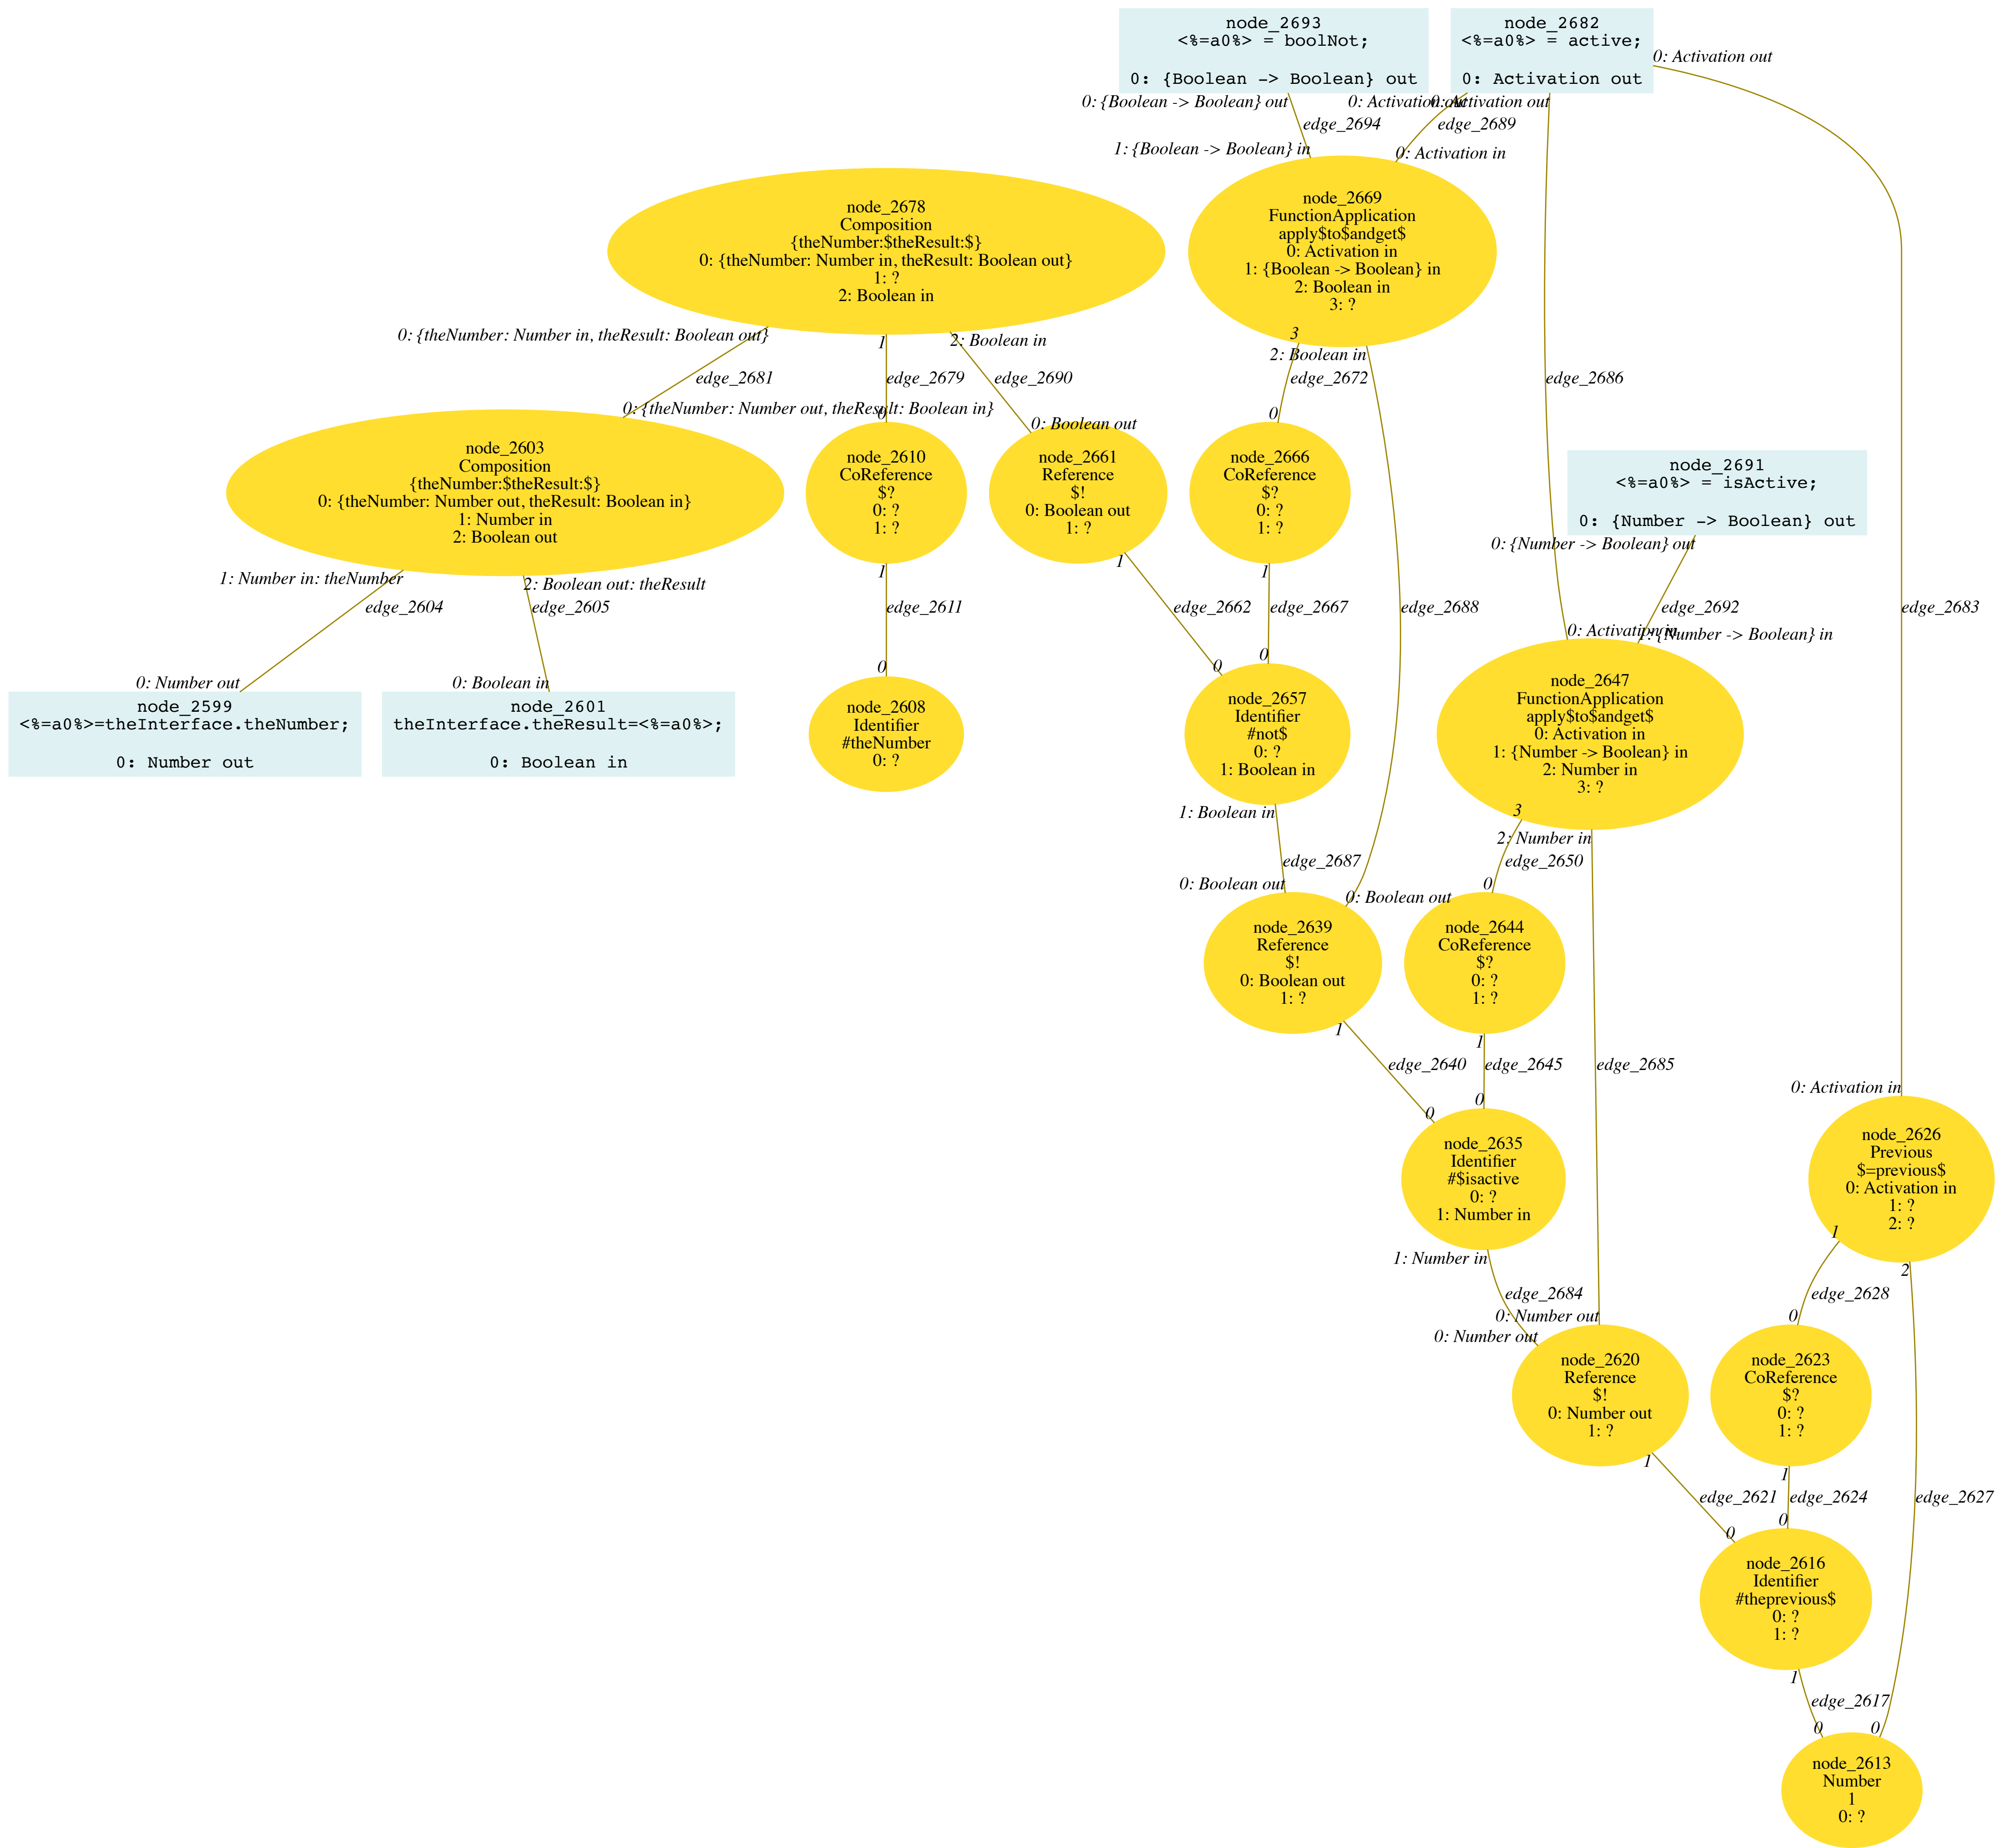 node_2693
<%=a0%> = boolNot;
0: {Boolean -> Boolean} out
node_2682
<%=a0%> = active;
0: Activation out
0: Activation out
0: {Boolean -> Boolean} out
0: Activation out
0: Activation out
edge_2694
edge_2689
1: {Boolean -> Boolean} in
0: Activation in
node_2678
Composition
{theNumber:$theResult:$}
0: {theNumber: Number in, theResult: Boolean out}
1: ?
2: Boolean in
node_2669
FunctionApplication
apply$to$andget$
0: Activation in
1: {Boolean -> Boolean} in
2: Boolean in
3: ?
0: {theNumber: Number in, theResult: Boolean out}
1
2: Boolean in
3
2: Boolean in
edge_2681
edge_2679
edge_2690
edge_2672
edge_2686
0: {theNumber: Number out, theResult: Boolean in}
0
0: Boolean out
0
node_2603
Composition
{theNumber:$theResult:$}
0: {theNumber: Number out, theResult: Boolean in}
1: Number in
2: Boolean out
node_2610
CoReference
$?
0: ?
1: ?
node_2661
Reference
$!
0: Boolean out
1: ?
node_2666
CoReference
$?
0: ?
1: ?
node_2691
<%=a0%> = isActive;
0: {Number -> Boolean} out
0: {Number -> Boolean} out
1: Number in: theNumber
2: Boolean out: theResult
1
1
1
edge_2604
edge_2605
edge_2611
edge_2662
edge_2667
edge_2688
edge_2692
edge_2683
0: Activation in
1: {Number -> Boolean} in
0: Number out
0: Boolean in
0
0
0
node_2599
<%=a0%>=theInterface.theNumber;
0: Number out
node_2601
theInterface.theResult=<%=a0%>;
0: Boolean in
node_2608
Identifier
#theNumber
0: ?
node_2657
Identifier
#not$
0: ?
1: Boolean in
node_2647
FunctionApplication
apply$to$andget$
0: Activation in
1: {Number -> Boolean} in
2: Number in
3: ?
1: Boolean in
3
2: Number in
edge_2687
edge_2650
0: Boolean out
0: Boolean out
0
node_2639
Reference
$!
0: Boolean out
1: ?
node_2644
CoReference
$?
0: ?
1: ?
1
1
edge_2640
edge_2645
edge_2685
0: Activation in
0
0
node_2635
Identifier
#$isactive
0: ?
1: Number in
node_2626
Previous
$=previous$
0: Activation in
1: ?
2: ?
1: Number in
1
2
edge_2684
edge_2628
0: Number out
0: Number out
0
node_2620
Reference
$!
0: Number out
1: ?
node_2623
CoReference
$?
0: ?
1: ?
1
1
edge_2621
edge_2624
edge_2627
0
0
node_2616
Identifier
#theprevious$
0: ?
1: ?
1
edge_2617
0
0
node_2613
Number
1
0: ?